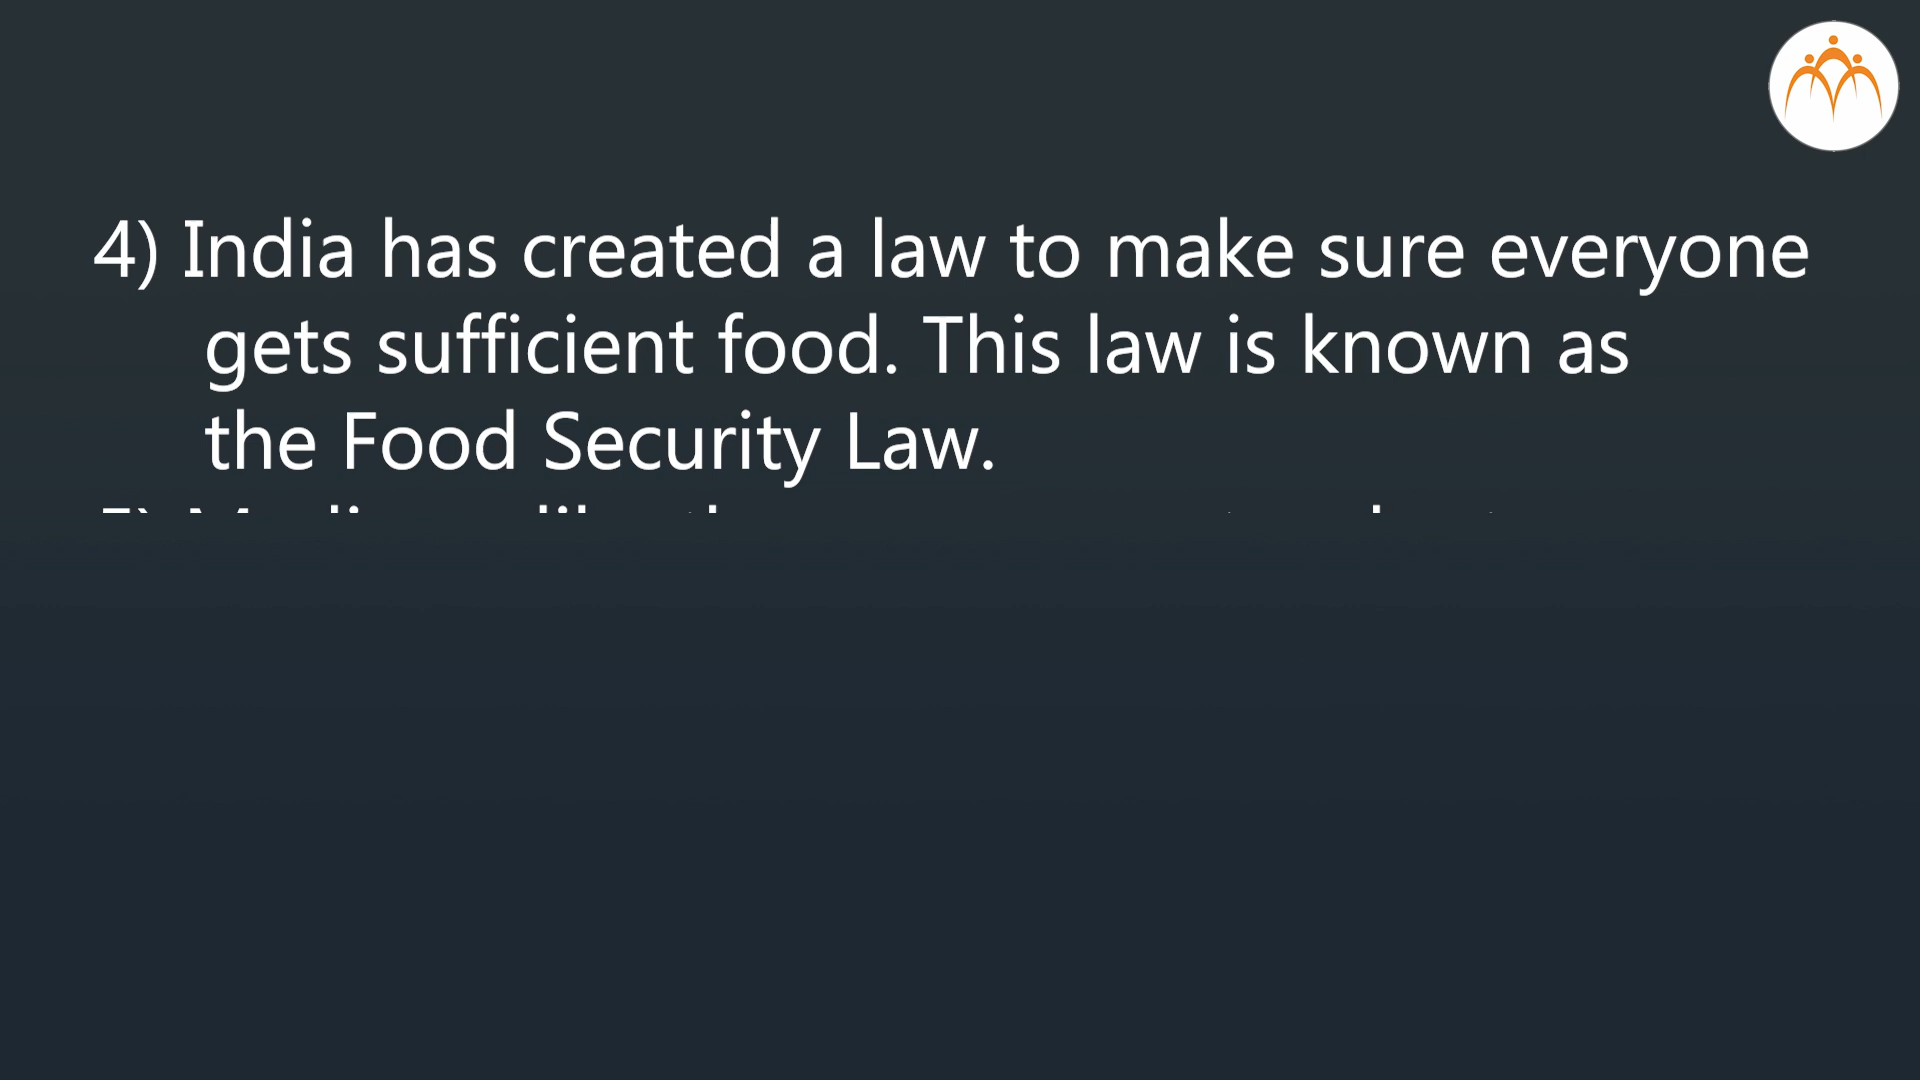 4) India has created a law to make sure everyone
gets sufficient food. This law is known as
the Food Security Law.